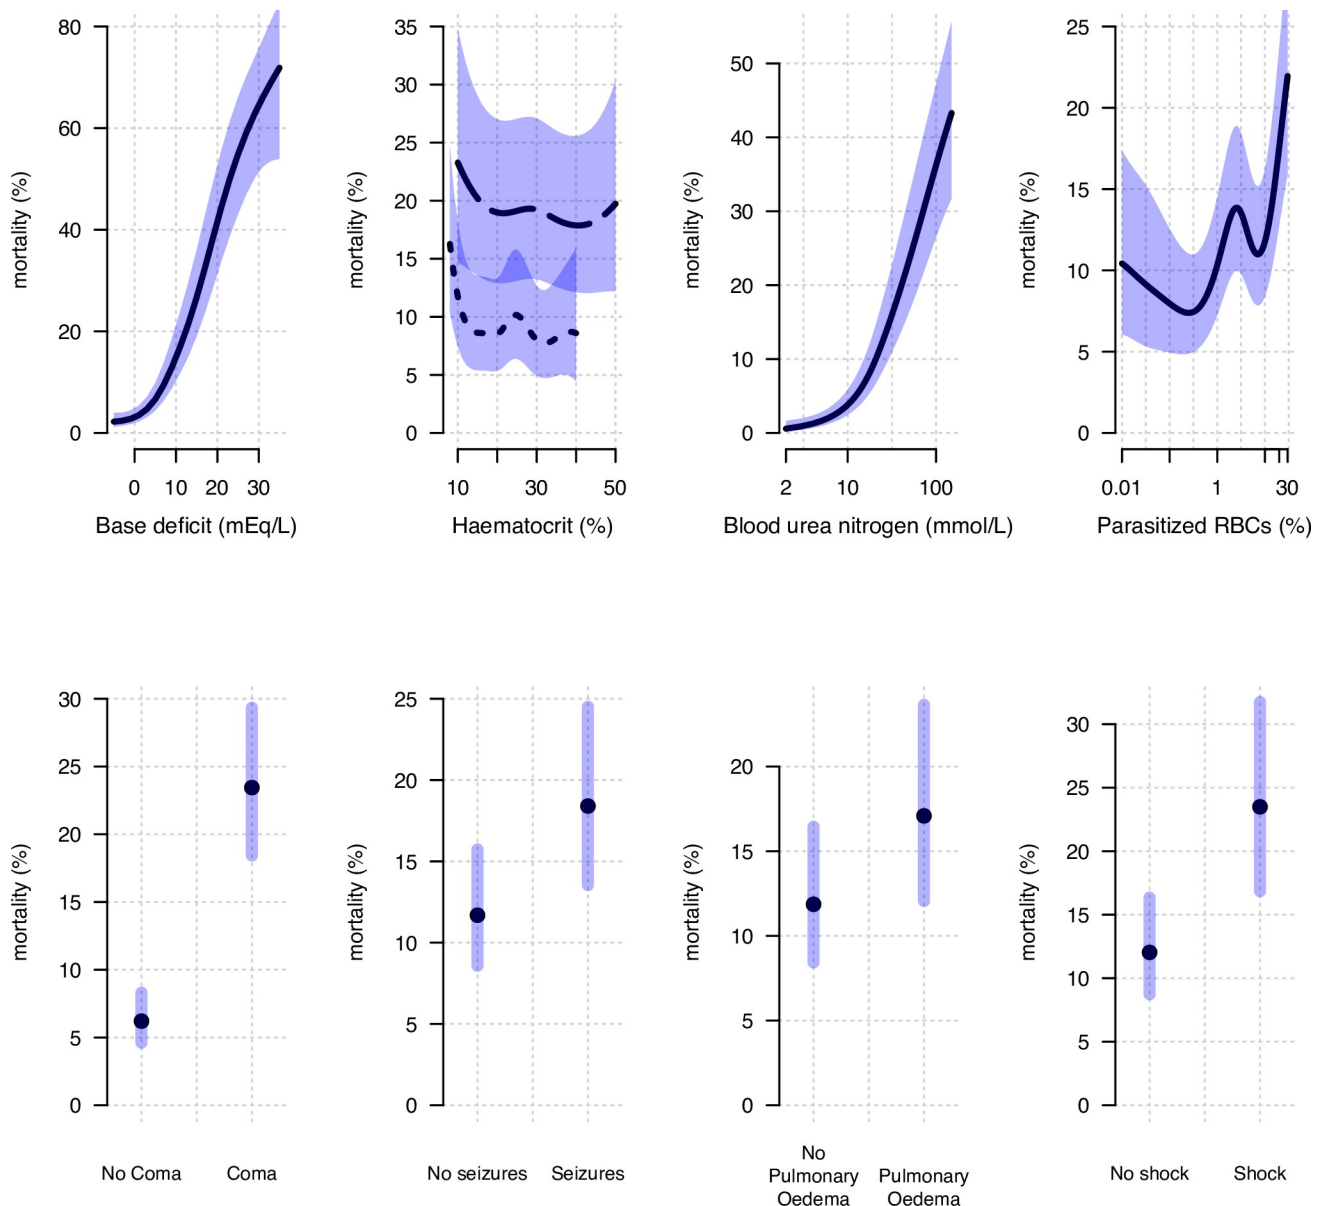 mortality (%)
80
60
40
20
0
0 10 20 30
Base deficit (mEq/L)
mortality (%)
35
30
25
20
15
10
5
0
10 30 50
Haematocrit (%)
mortality (%)
50
40
30
20
10
0
2 10 100
Blood urea nitrogen (mmol/L)
mortality (%)
25
20
15
10
5
0
0.01 1 30
Parasitized RBCs (%)
mortality (%)
30
25
20
15
10
5
0
No Coma Coma
mortality (%)
25
20
15
10
5
0
No seizures Seizures
mortality (%)
20
15
10
5
0
No
Pulmonary
Oedema
Pulmonary
Oedema
mortality (%)
30
25
20
15
10
5
0
No shock Shock